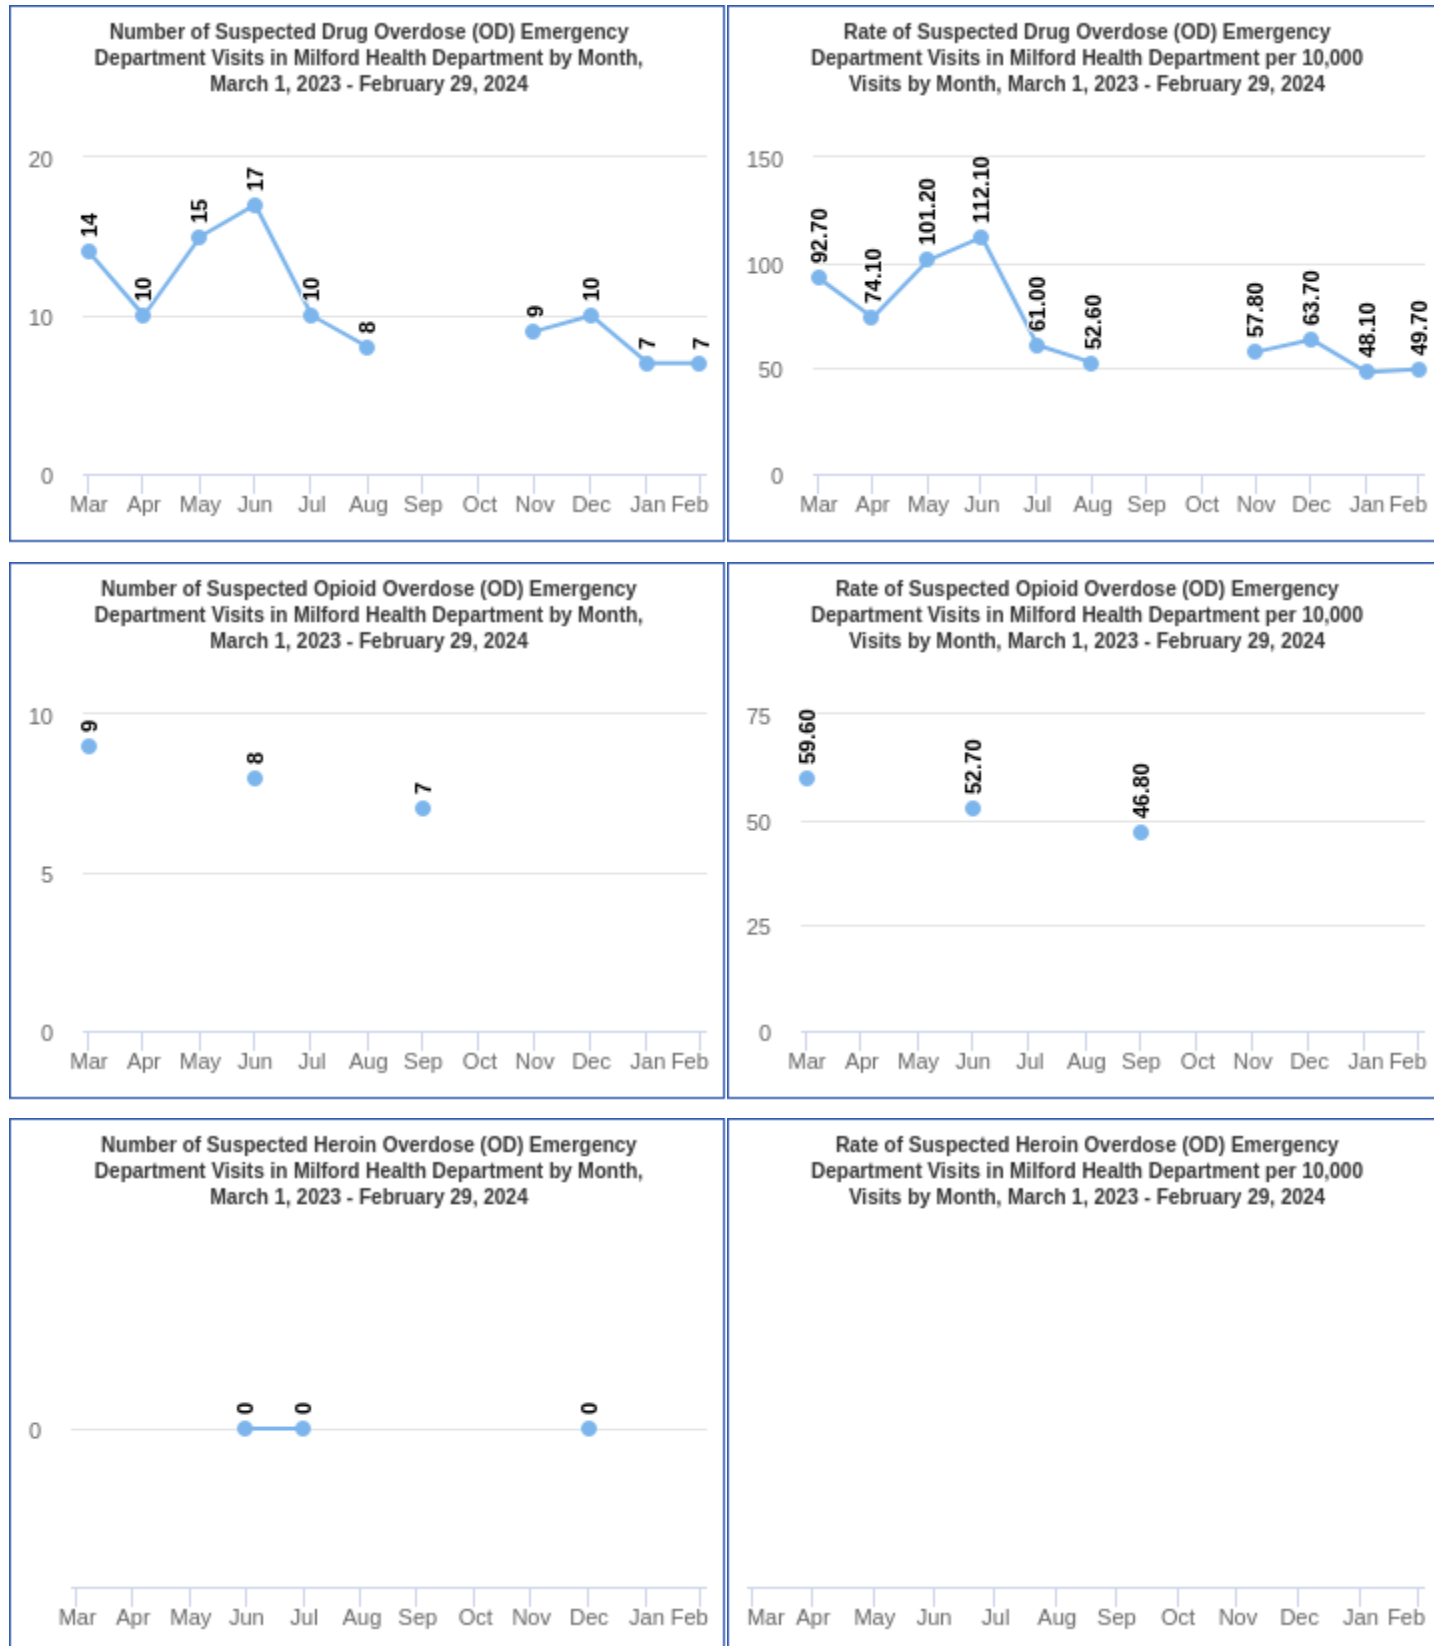 Number of Suspected Drug Overdose (OD) Emergency
Department Visits in Milford Health Department by Month,
March 1, 2023 - February 29, 2024
20
10
0
14
10
15
17
10
8
9
10
7
7
Mar Apr May Jun Jul Aug Sep Oct Nov Dec Jan Feb
Rate of Suspected Drug Overdose (OD) Emergency
Department Visits in Milford Health Department per 10,000
Visits by Month, March 1, 2023 - February 29, 2024
150
100
50
0
92.70
74.10
101.20
112.10
61.00
52.60
57.80
63.70
48.10
49.70
Mar Apr May Jun Jul Aug Sep Oct Nov Dec Jan Feb
Number of Suspected Opioid Overdose (OD) Emergency
Department Visits in Milford Health Department by Month,
March 1, 2023 - February 29, 2024
10
5
0
9
8
7
Mar Apr May Jun Jul Aug Sep Oct Nov Dec Jan Feb
Rate of Suspected Opioid Overdose (OD) Emergency
Department Visits in Milford Health Department per 10,000
Visits by Month, March 1, 2023 - February 29, 2024
75
50
25
0
59.60
52.70
46.80
Mar Apr May Jun Jul Aug Sep Oct Nov Dec Jan Feb
Number of Suspected Heroin Overdose (OD) Emergency
Department Visits in Milford Health Department by Month,
March 1, 2023 - February 29, 2024
0
0
0
0
Mar Apr May Jun Jul Aug Sep Oct Nov Dec Jan Feb
Rate of Suspected Heroin Overdose (OD) Emergency
Department Visits in Milford Health Department per 10,000
Visits by Month, March 1, 2023 - February 29, 2024
Mar Apr May Jun Jul Aug Sep Oct Nov Dec Jan Feb